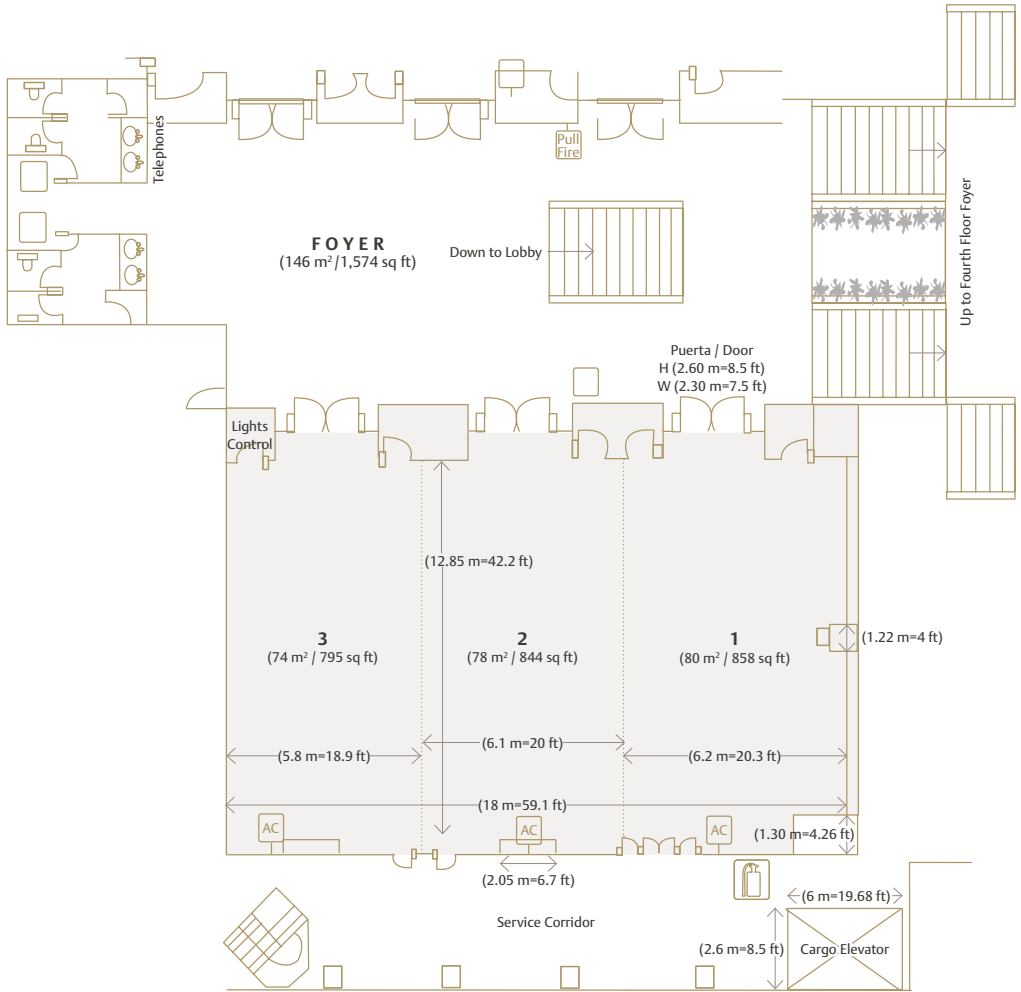 Telephones
Pull
Fire
FOYER
(146 m²/1,574 sq ft)
Down to Lobby
Up to Fourth Floor Foyer
Puerta / Door
H (2.60 m=8.5 ft)
W (2.30 m=7.5 ft)
Lights
Control
(12.85 m=42.2 ft)
3
(74 m² / 795 sq ft)
2
(78 m² / 844 sq ft)
1
(80 m² / 858 sq ft)
(1.22 m=4 ft)
(5.8 m=18.9 ft)
(6.1 m=20 ft)
(6.2 m=20.3 ft)
(18 m=59.1 ft)
AC
AC
AC
(1.30 m=4.26 ft)
(2.05 m=6.7 ft)
Service Corridor
(6 m=19.68 ft)
(2.6 m=8.5 ft)
Cargo Elevator